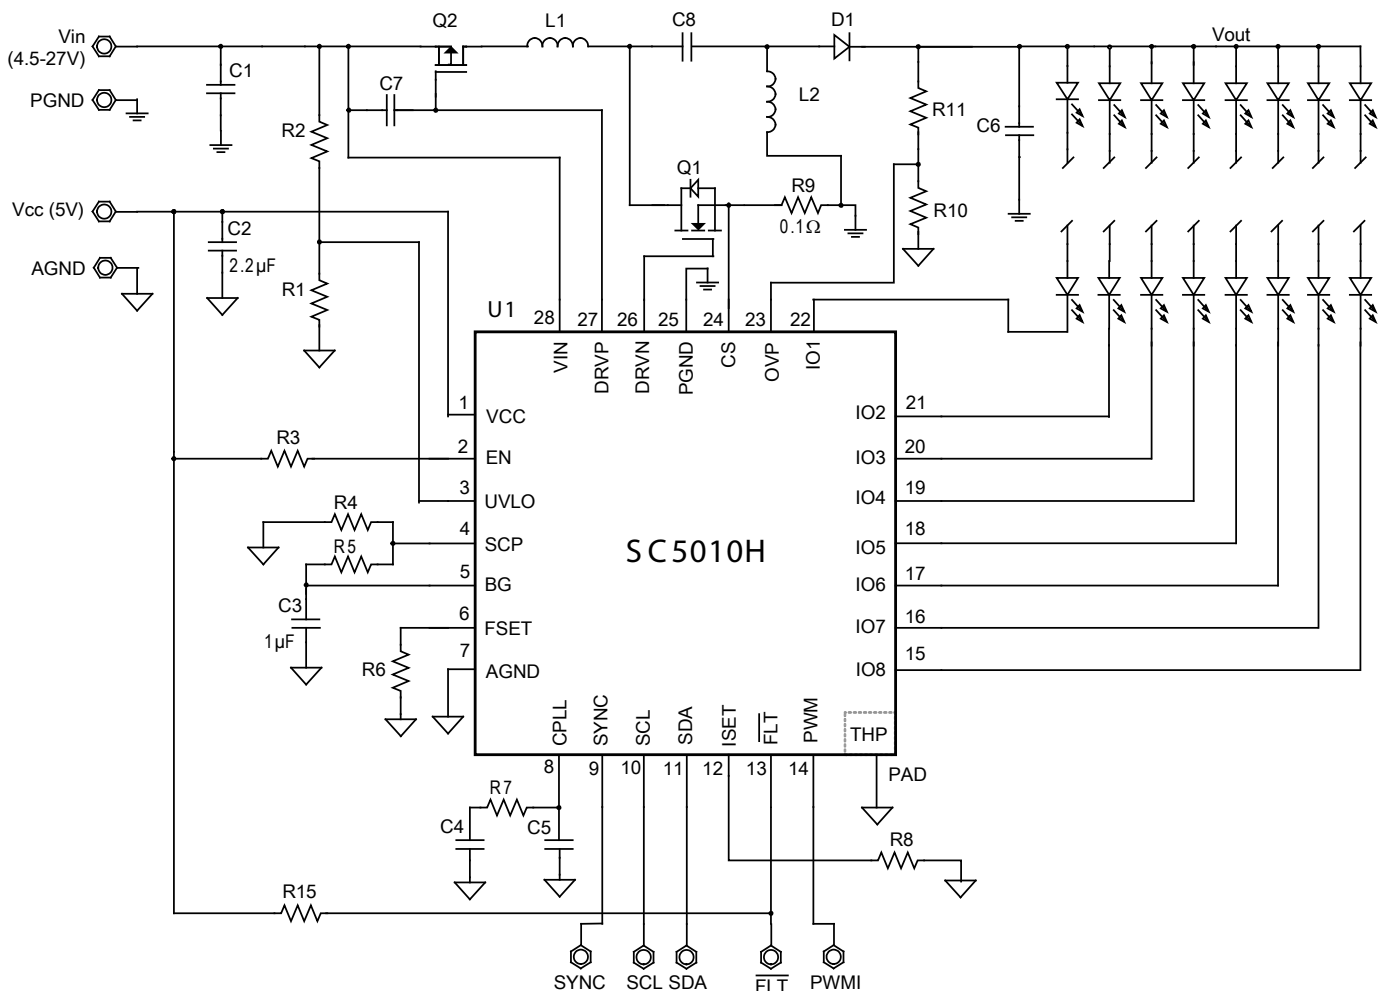 Q2
L1
C8
D1
Vin
(4.5-27V)
Vout
C1
C7
L2
PGND
R2
R11
C6
Q1
R9
0.1Ω
R10
Vcc (5V)
C2
2.2µF
AGND
R1
U1
28
27
26
25
24
23
22
VIN
DRVP
DRVN
PGND
CS
OVP
IO1
1
VCC
IO2
21
R3
2
EN
IO3
20
3
UVLO
IO4
19
R4
4
SCP
SC5010H
IO5
18
R5
5
BG
IO6
17
C3
1µF
6
FSET
IO7
16
R6
7
AGND
IO8
15
CPLL
SYNC
SCL
SDA
ISET
FLT
PWM
THP
8
9
10
11
12
13
14
PAD
R7
C4
C5
R8
R15
SYNC
SCL
SDA
FLT
PWMI